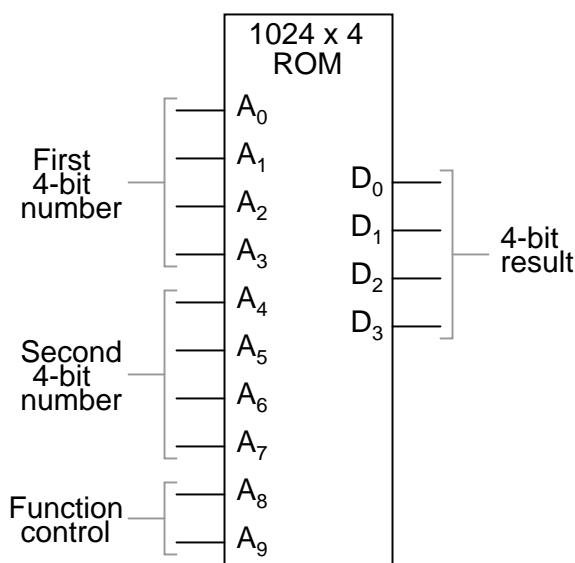 1024 x 4
ROM
First
4-bit
number
A0
A1
A2
A3
Second
4-bit
number
A4
A5
A6
A7
Function
control
A8
A9
D0
D1
D2
D3
4-bit
result